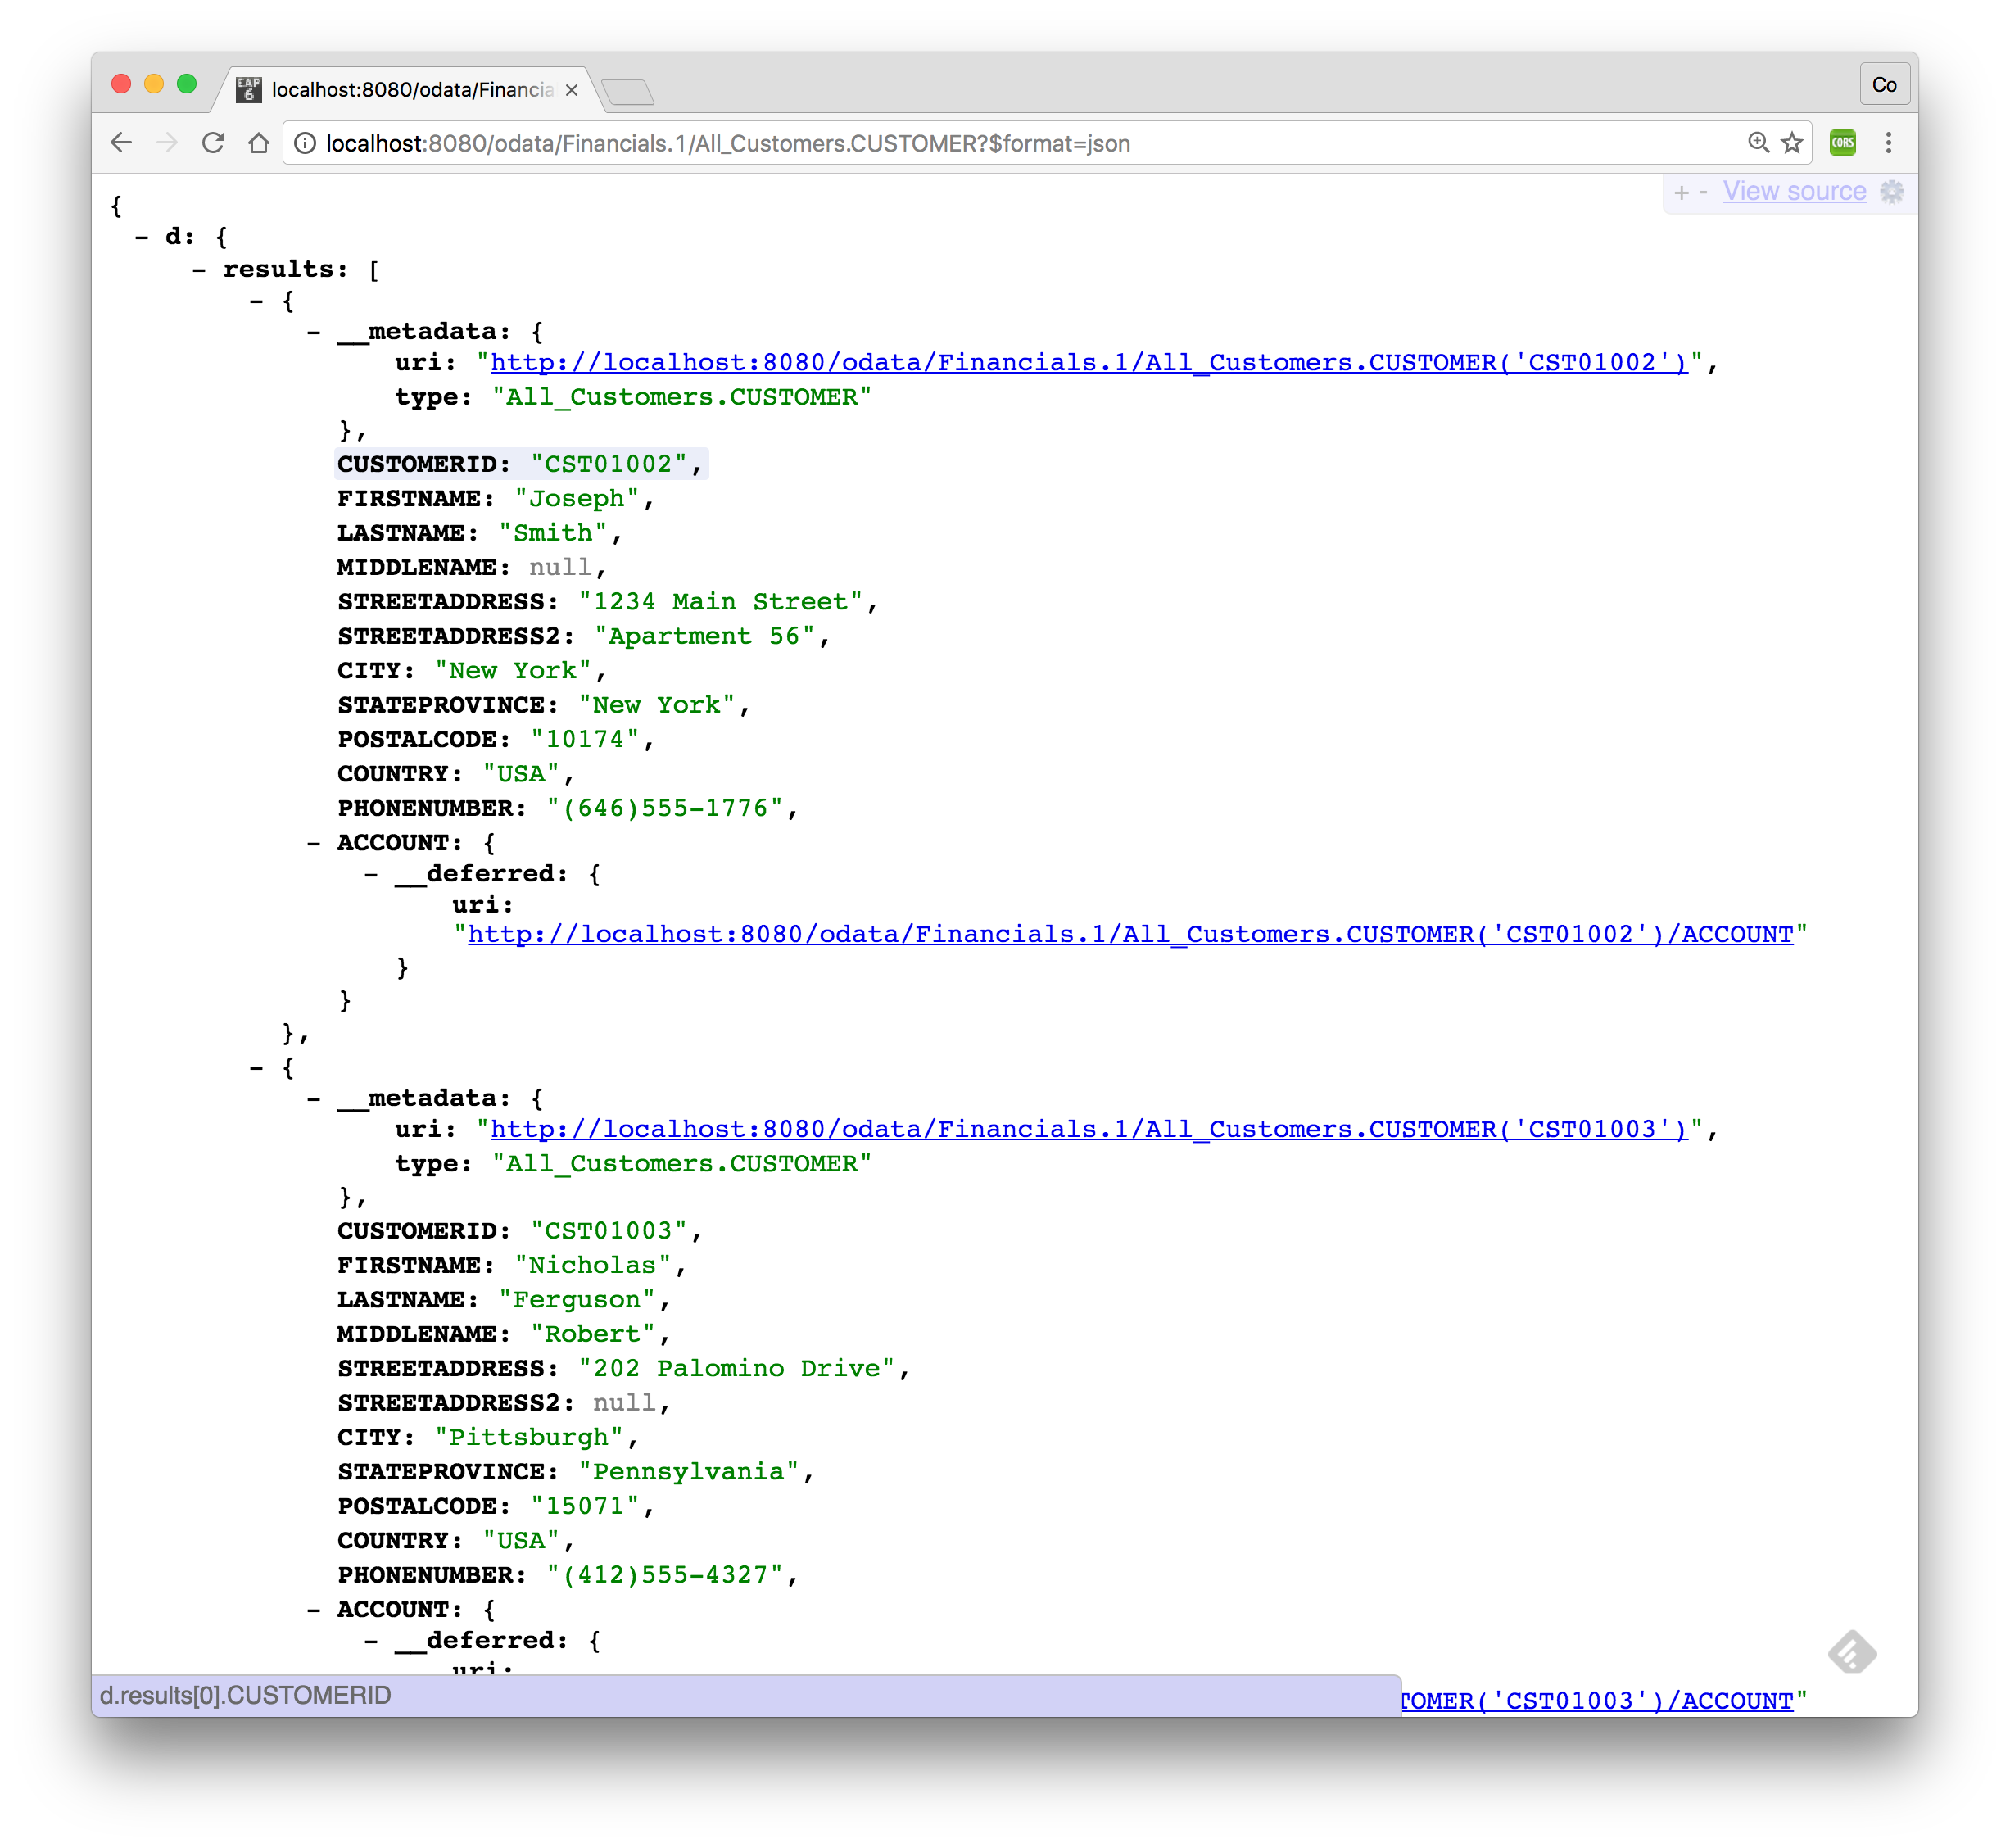 EAP 6 localhost:8080/odata/Financia × Co
localhost:8080/odata/Financials.1/All_Customers.CUSTOMER?$format=json CORS
+ - View source
{
- d: {
- results: [
- {
- __metadata: {
uri: "http://localhost:8080/odata/Financials.1/All_Customers.CUSTOMER('CST01002')",
type: "All_Customers.CUSTOMER"
},
CUSTOMERID: "CST01002",
FIRSTNAME: "Joseph",
LASTNAME: "Smith",
MIDDLENAME: null,
STREETADDRESS: "1234 Main Street",
STREETADDRESS2: "Apartment 56",
CITY: "New York",
STATEPROVINCE: "New York",
POSTALCODE: "10174",
COUNTRY: "USA",
PHONENUMBER: "(646)555-1776",
- ACCOUNT: {
- __deferred: {
uri:
"http://localhost:8080/odata/Financials.1/All_Customers.CUSTOMER('CST01002')/ACCOUNT"
}
}
},
- {
- __metadata: {
uri: "http://localhost:8080/odata/Financials.1/All_Customers.CUSTOMER('CST01003')",
type: "All_Customers.CUSTOMER"
},
CUSTOMERID: "CST01003",
FIRSTNAME: "Nicholas",
LASTNAME: "Ferguson",
MIDDLENAME: "Robert",
STREETADDRESS: "202 Palomino Drive",
STREETADDRESS2: null,
CITY: "Pittsburgh",
STATEPROVINCE: "Pennsylvania",
POSTALCODE: "15071",
COUNTRY: "USA",
PHONENUMBER: "(412)555-4327",
- ACCOUNT: {
- __deferred: {
uri:
d.results[0].CUSTOMERID TOMER('CST01003')/ACCOUNT"